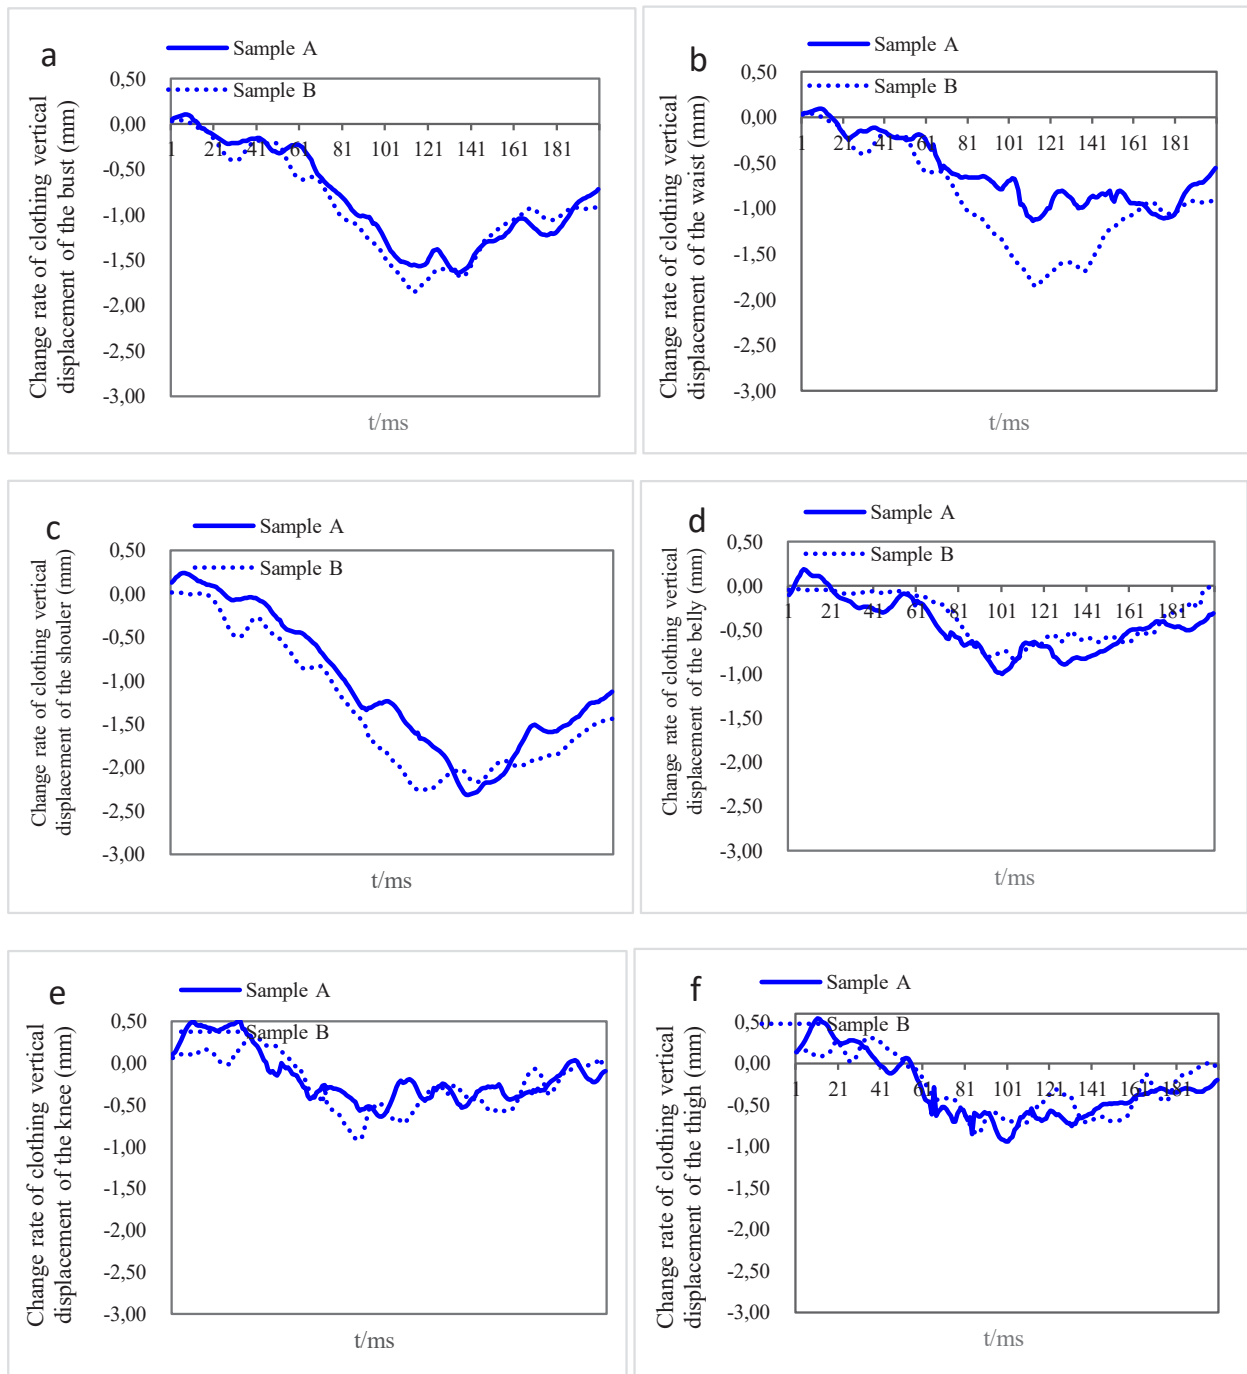 a
Sample A
Sample B
0,50
0,00
-0,50
-1,00
-1,50
-2,00
-2,50
-3,00
1 21 41 61 81 101 121 141 161 181
Change rate of clothing vertical
displacement of the bust (mm)
t/ms
b
Sample A
Sample B
0,50
0,00
-0,50
-1,00
-1,50
-2,00
-2,50
-3,00
1 21 41 61 81 101 121 141 161 181
Change rate of clothing vertical
displacement of the waist (mm)
t/ms
c
Sample A
Sample B
0,50
0,00
-0,50
-1,00
-1,50
-2,00
-2,50
-3,00
Change rate of clothing vertical
displacement of the shouler (mm)
t/ms
d
Sample A
Sample B
0,50
0,00
-0,50
-1,00
-1,50
-2,00
-2,50
-3,00
1 21 41 61 81 101 121 141 161 181
Change rate of clothing vertical
displacement of the belly (mm)
t/ms
e
Sample A
Sample B
0,50
0,00
-0,50
-1,00
-1,50
-2,00
-2,50
-3,00
Change rate of clothing vertical
displacement of the knee (mm)
t/ms
f
Sample A
Sample B
0,50
0,00
-0,50
-1,00
-1,50
-2,00
-2,50
-3,00
1 21 41 61 81 101 121 141 161 181
Change rate of clothing vertical
displacement of the thigh (mm)
t/ms